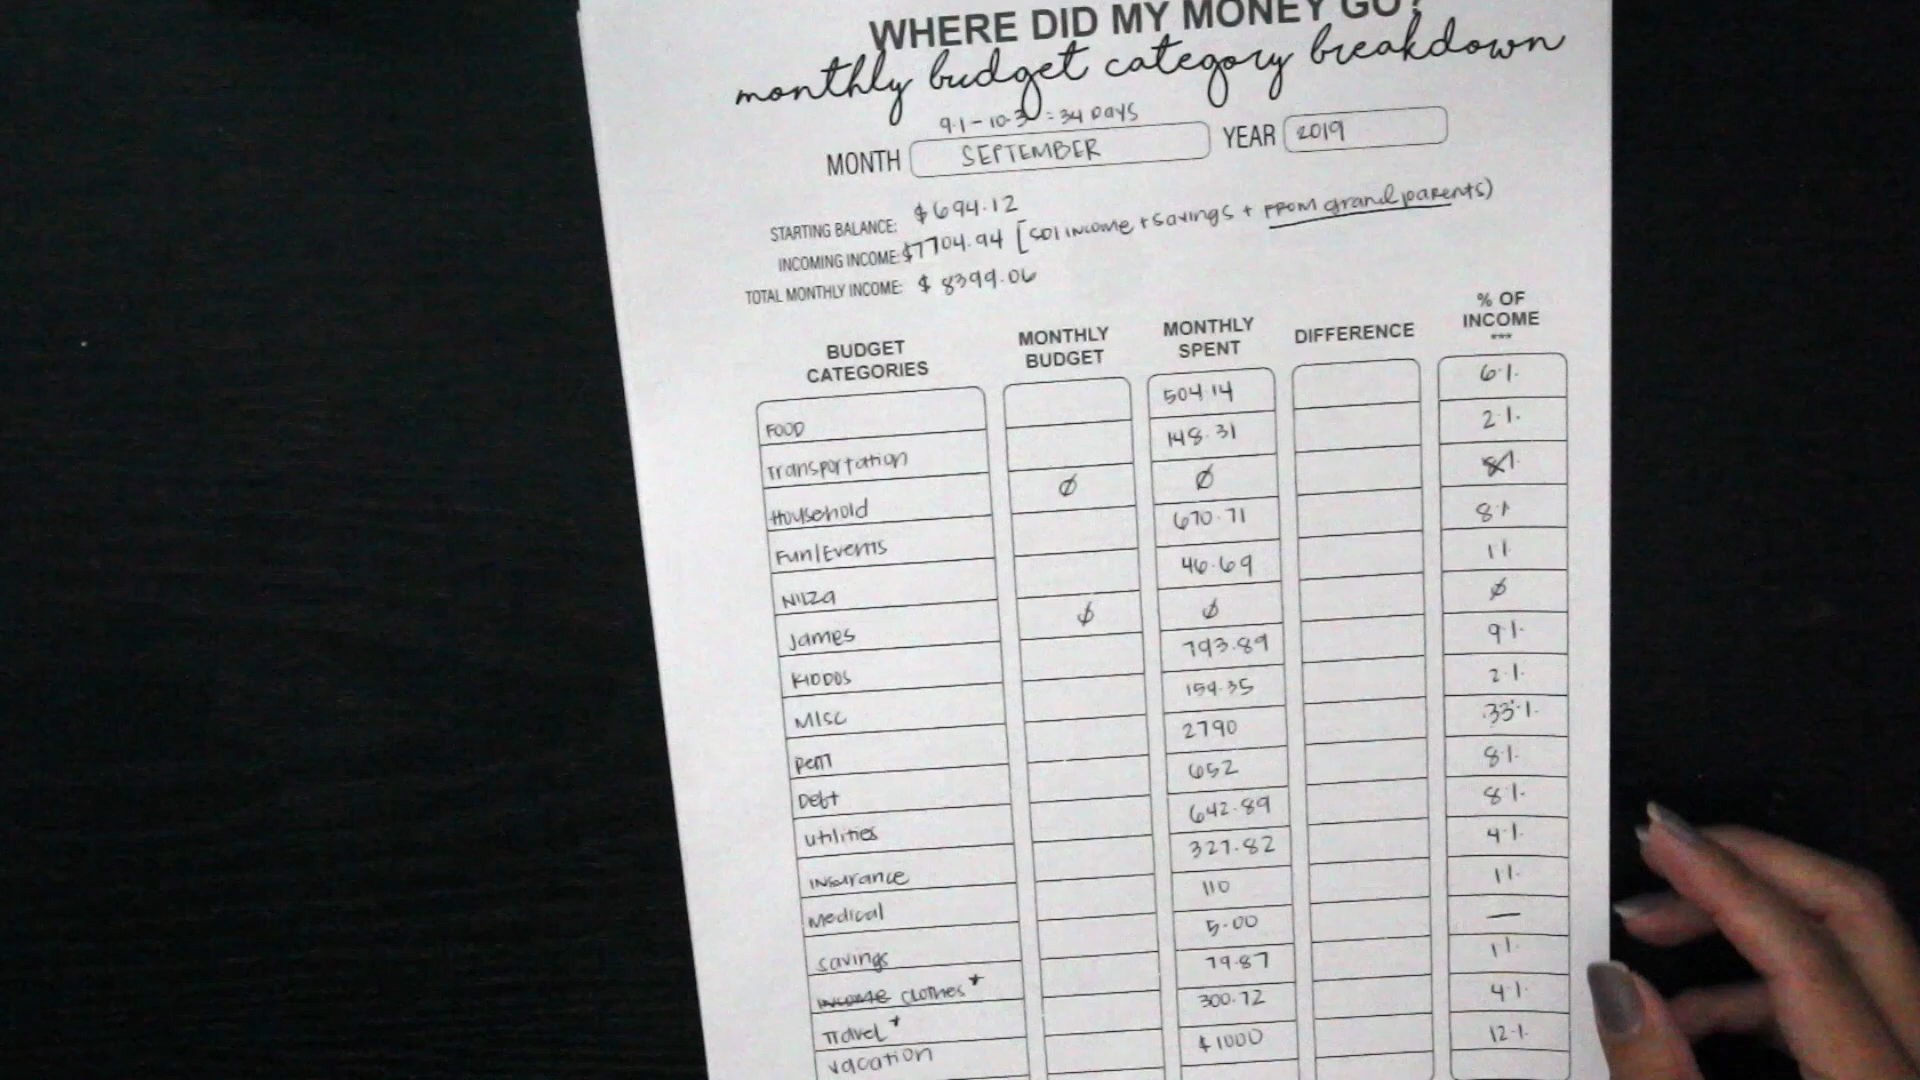 WHERE DID MY MONEY GO?
monthly budget category breakdown
9.1 - 10.3 = 34 DAYS
MONTH SEPTEMBER YEAR 2019
STARTING BALANCE: $694.12
INCOMING INCOME: $7704.94 [SDI income + savings + FROM grandparents)
TOTAL MONTHLY INCOME: $8399.06
BUDGET CATEGORIES MONTHLY BUDGET MONTHLY SPENT DIFFERENCE % OF INCOME ***
FOOD 504.14 6%
Transportation 148.31 2%
Household Ø Ø
Fun/Events 670.71 8%
Nilza 46.69 1%
James Ø Ø Ø
KIDDOS 793.89 9%
MISC 159.35 2%
Rent 2790 33%
Debt 652 8%
utilities 642.89 8%
insurance 327.82 4%
Medical 110 1%
savings 5.00 —
INCOME CLOTHES* 79.87 1%
Travel* 300.72 4%
vacation $1000 12%